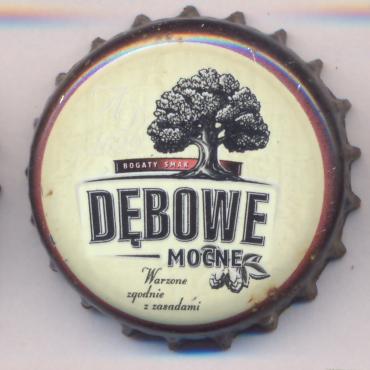 BOGATY SMAK
DĘBOWE
MOCNE
Warzone
zgodnie
z zasadami